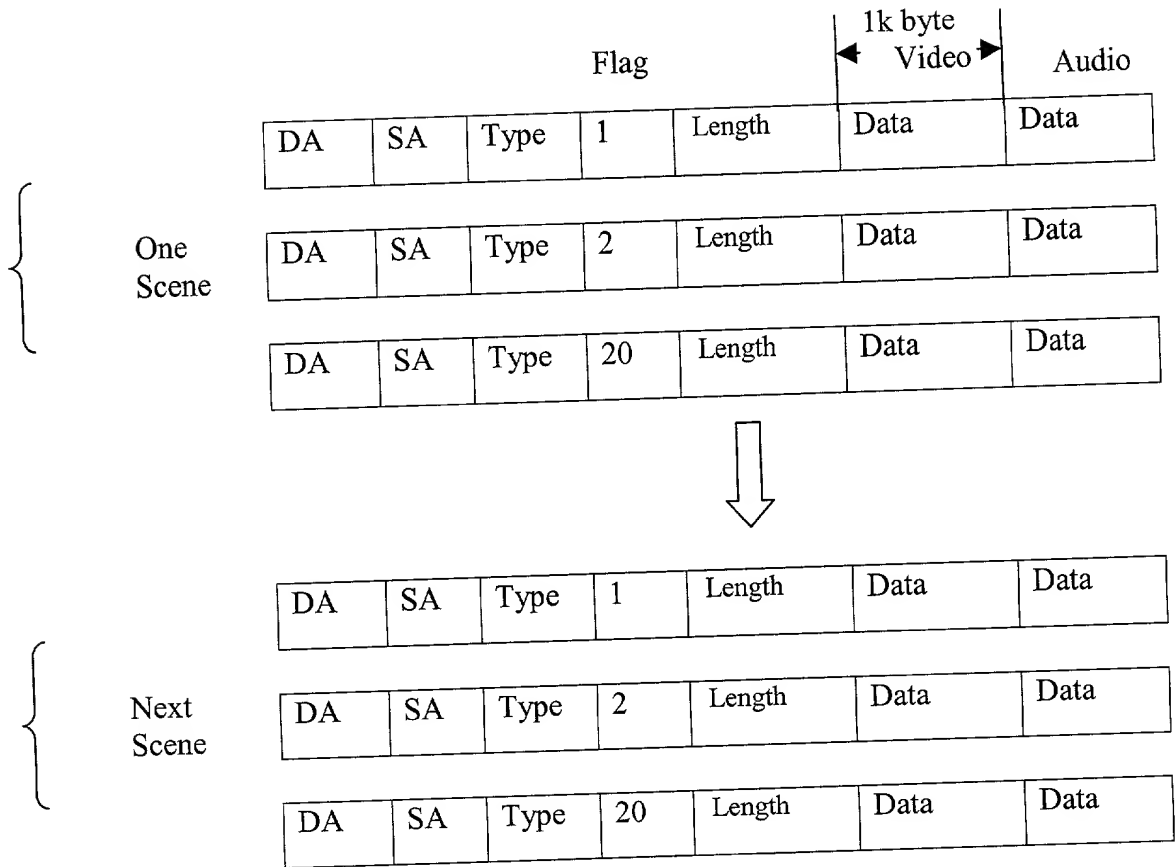 1k byte
Flag Video Audio
DA SA Type 1 Length Data Data
One
Scene
DA SA Type 2 Length Data Data
DA SA Type 20 Length Data Data
DA SA Type 1 Length Data Data
Next
Scene
DA SA Type 2 Length Data Data
DA SA Type 20 Length Data Data